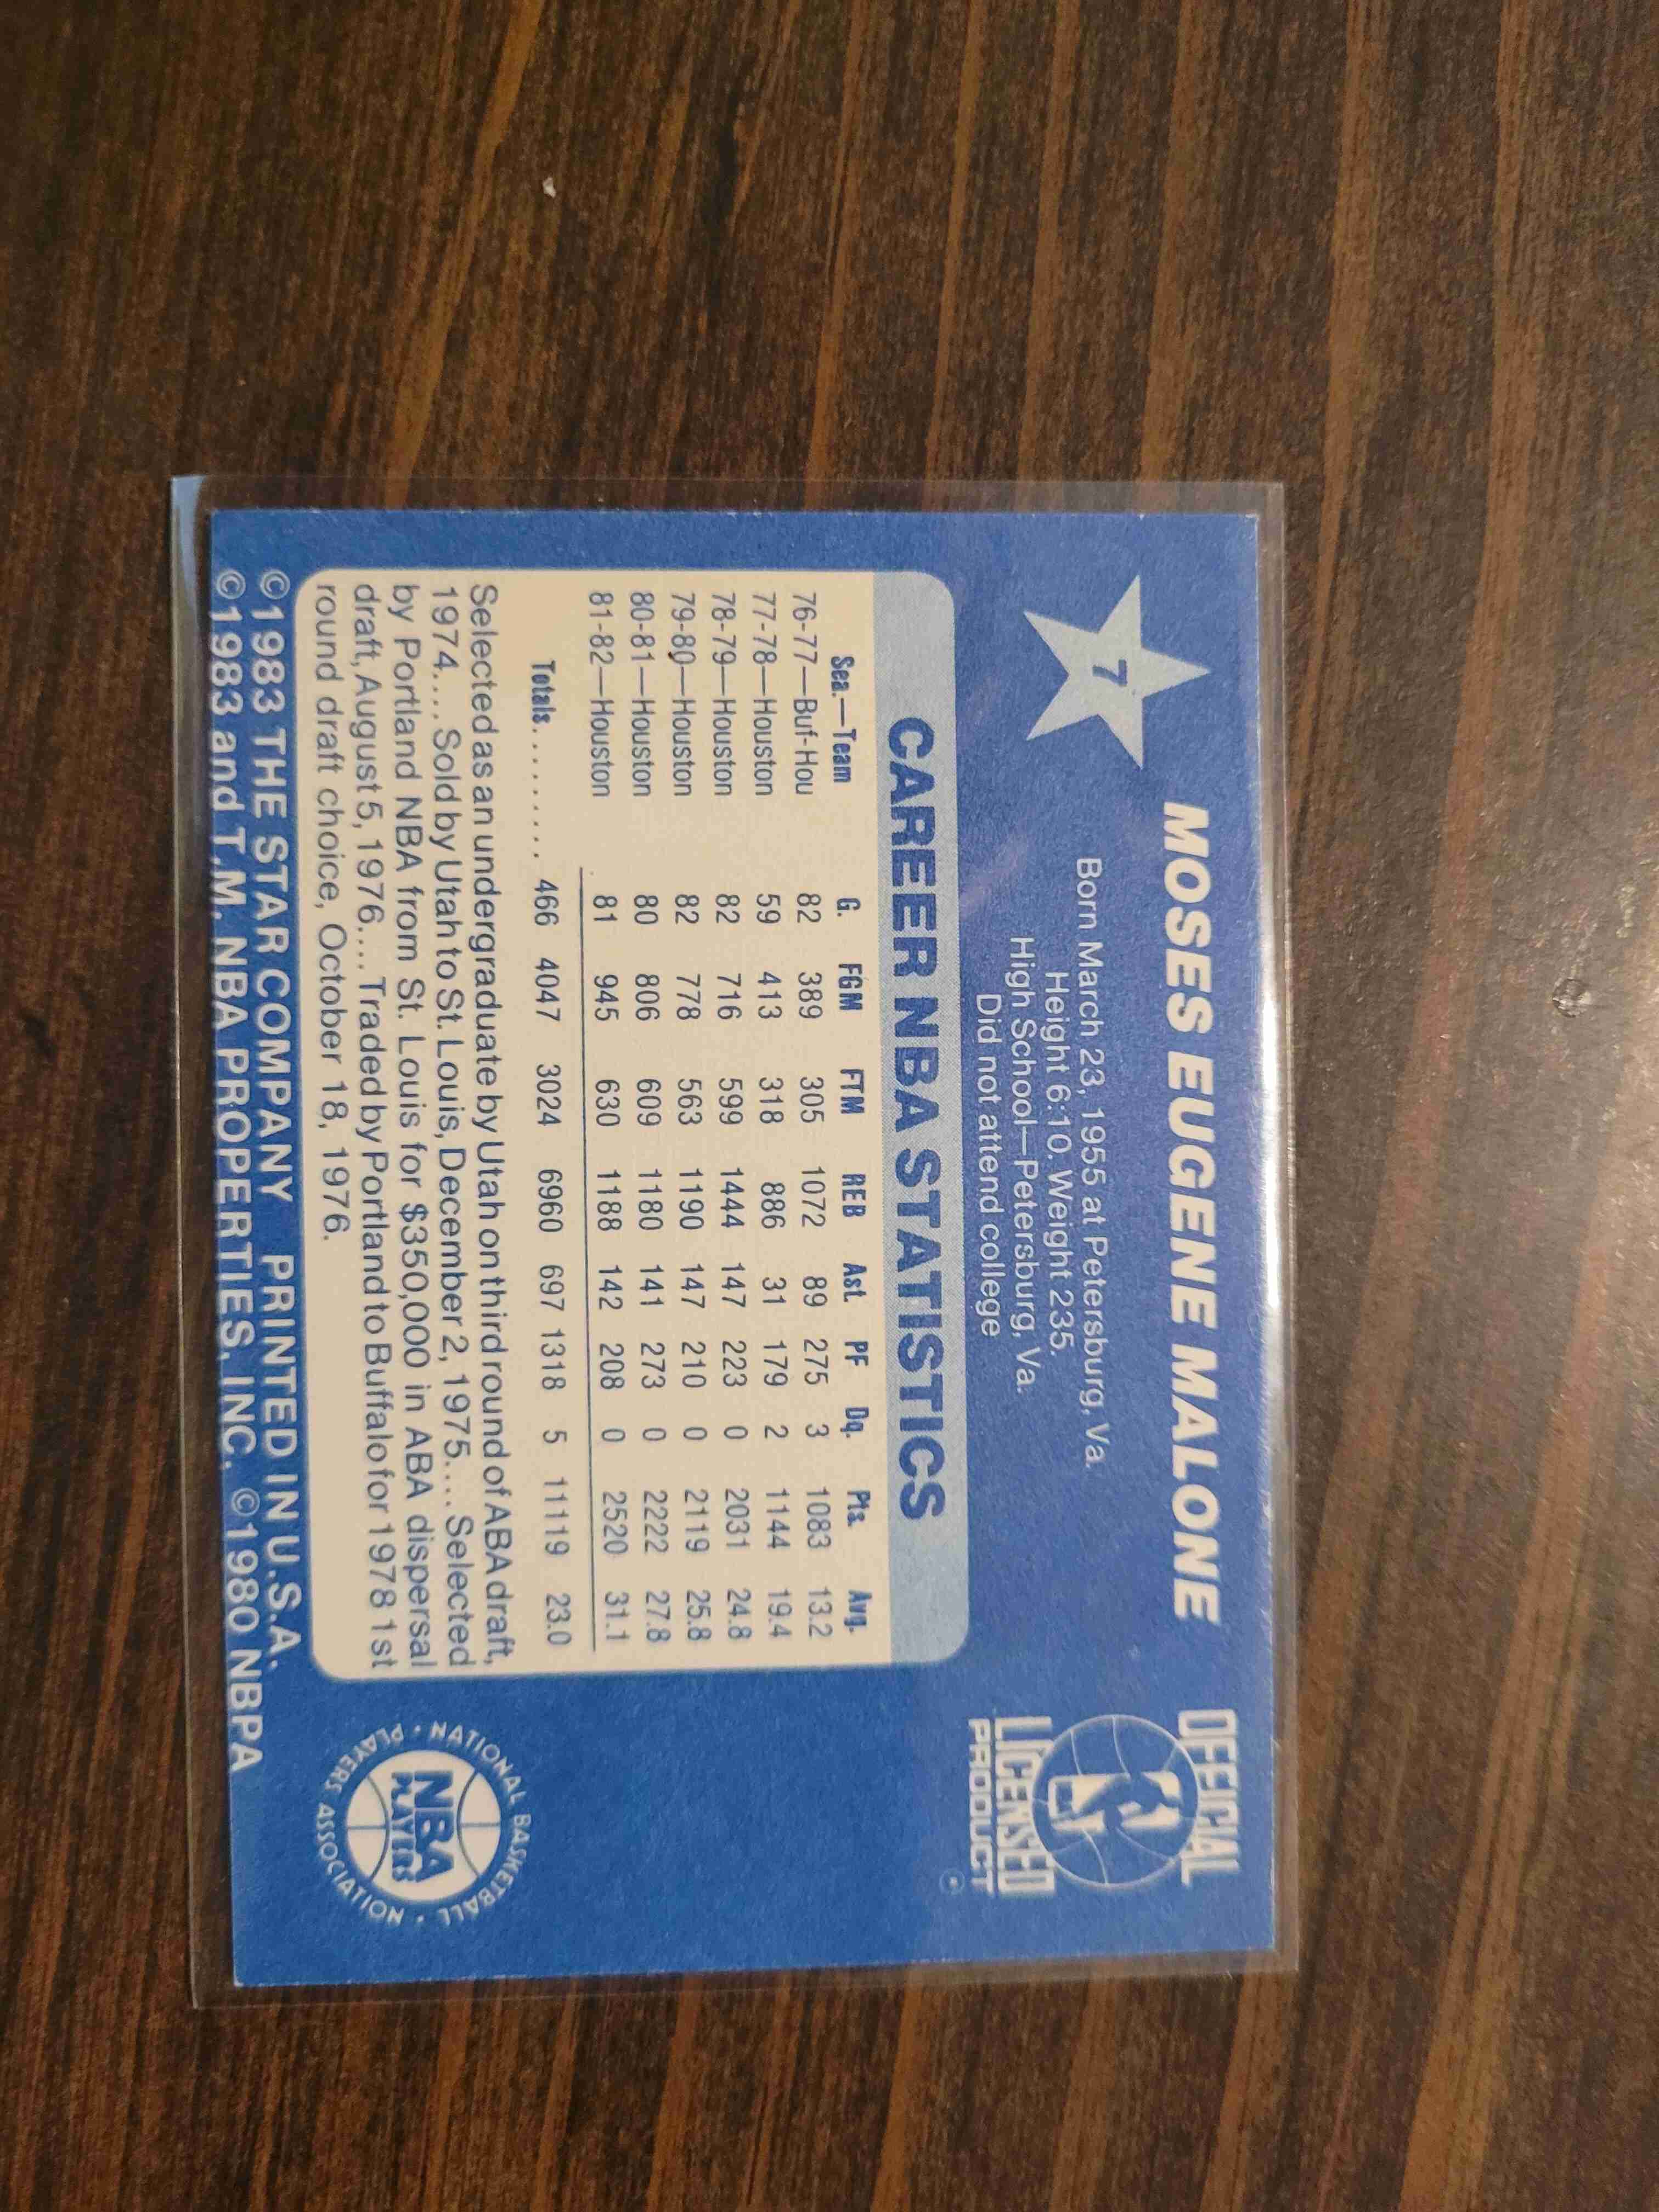 7
MOSES EUGENE MALONE
Born March 23, 1955 at Petersburg, Va.
Height 6:10. Weight 235.
High School—Petersburg, Va.
Did not attend college
OFFICIAL
LICENSED
PRODUCT
CAREER NBA STATISTICS
Sea.—Team G. FGM FTM REB Ast. PF Dq. Pts. Avg.
76-77—Buf-Hou 82 389 305 1072 89 275 3 1083 13.2
77-78—Houston 59 413 318 886 31 179 2 1144 19.4
78-79—Houston 82 716 599 1444 147 223 0 2031 24.8
79-80—Houston 82 778 563 1190 147 210 0 2119 25.8
80-81—Houston 80 806 609 1180 141 273 0 2222 27.8
81-82—Houston 81 945 630 1188 142 208 0 2520 31.1
Totals......... 466 4047 3024 6960 697 1318 5 11119 23.0
Selected as an undergraduate by Utah on third round of ABA draft,
1974.... Sold by Utah to St. Louis, December 2, 1975.... Selected
by Portland NBA from St. Louis for $350,000 in ABA dispersal
draft, August 5, 1976.... Traded by Portland to Buffalo for 1978 1st
round draft choice, October 18, 1976.
NATIONAL BASKETBALL
NBA
PLAYERS
PLAYERS ASSOCIATION
©1983 THE STAR COMPANY PRINTED IN U.S.A.
©1983 and T.M. NBA PROPERTIES, INC. ©1980 NBPA